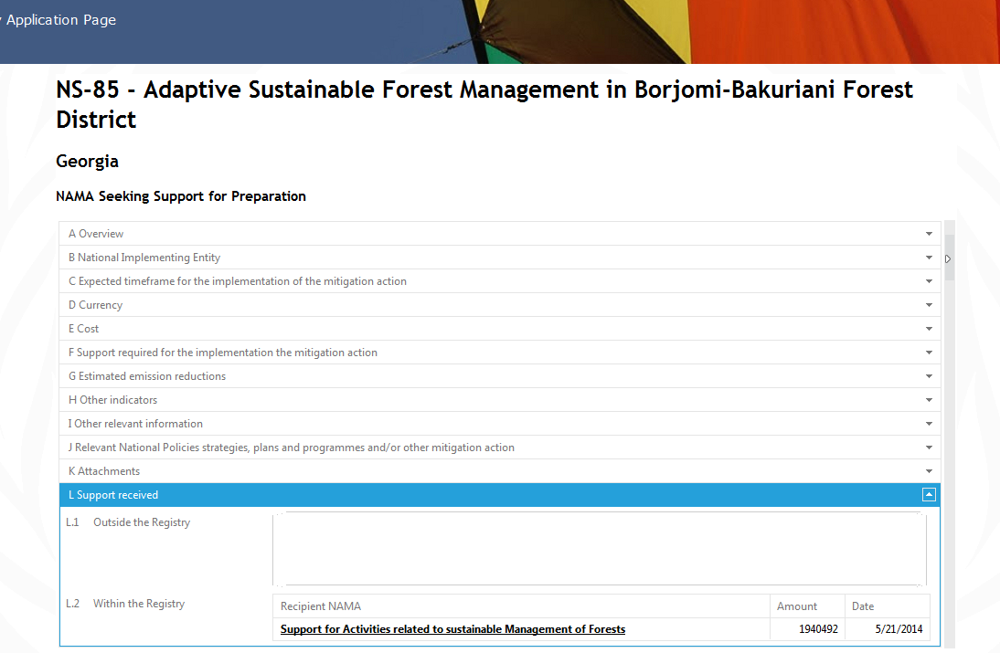 Application Page
NS-85 - Adaptive Sustainable Forest Management in Borjomi-Bakuriani Forest
District
Georgia
NAMA Seeking Support for Preparation
A Overview
B National Implementing Entity
C Expected timeframe for the implementation of the mitigation action
D Currency
E Cost
F Support required for the implementation the mitigation action
G Estimated emission reductions
H Other indicators
I Other relevant information
J Relevant National Policies strategies, plans and programmes and/or other mitigation action
K Attachments
L Support received
L.1 Outside the Registry
L.2 Within the Registry
Recipient NAMA Amount Date
Support for Activities related to sustainable Management of Forests 1940492 5/21/2014